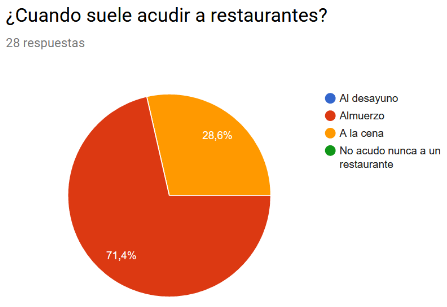 ¿Cuando suele acudir a restaurantes?
28 respuestas
Al desayuno
Almuerzo
A la cena
No acudo nunca a un
restaurante
28,6%
71,4%